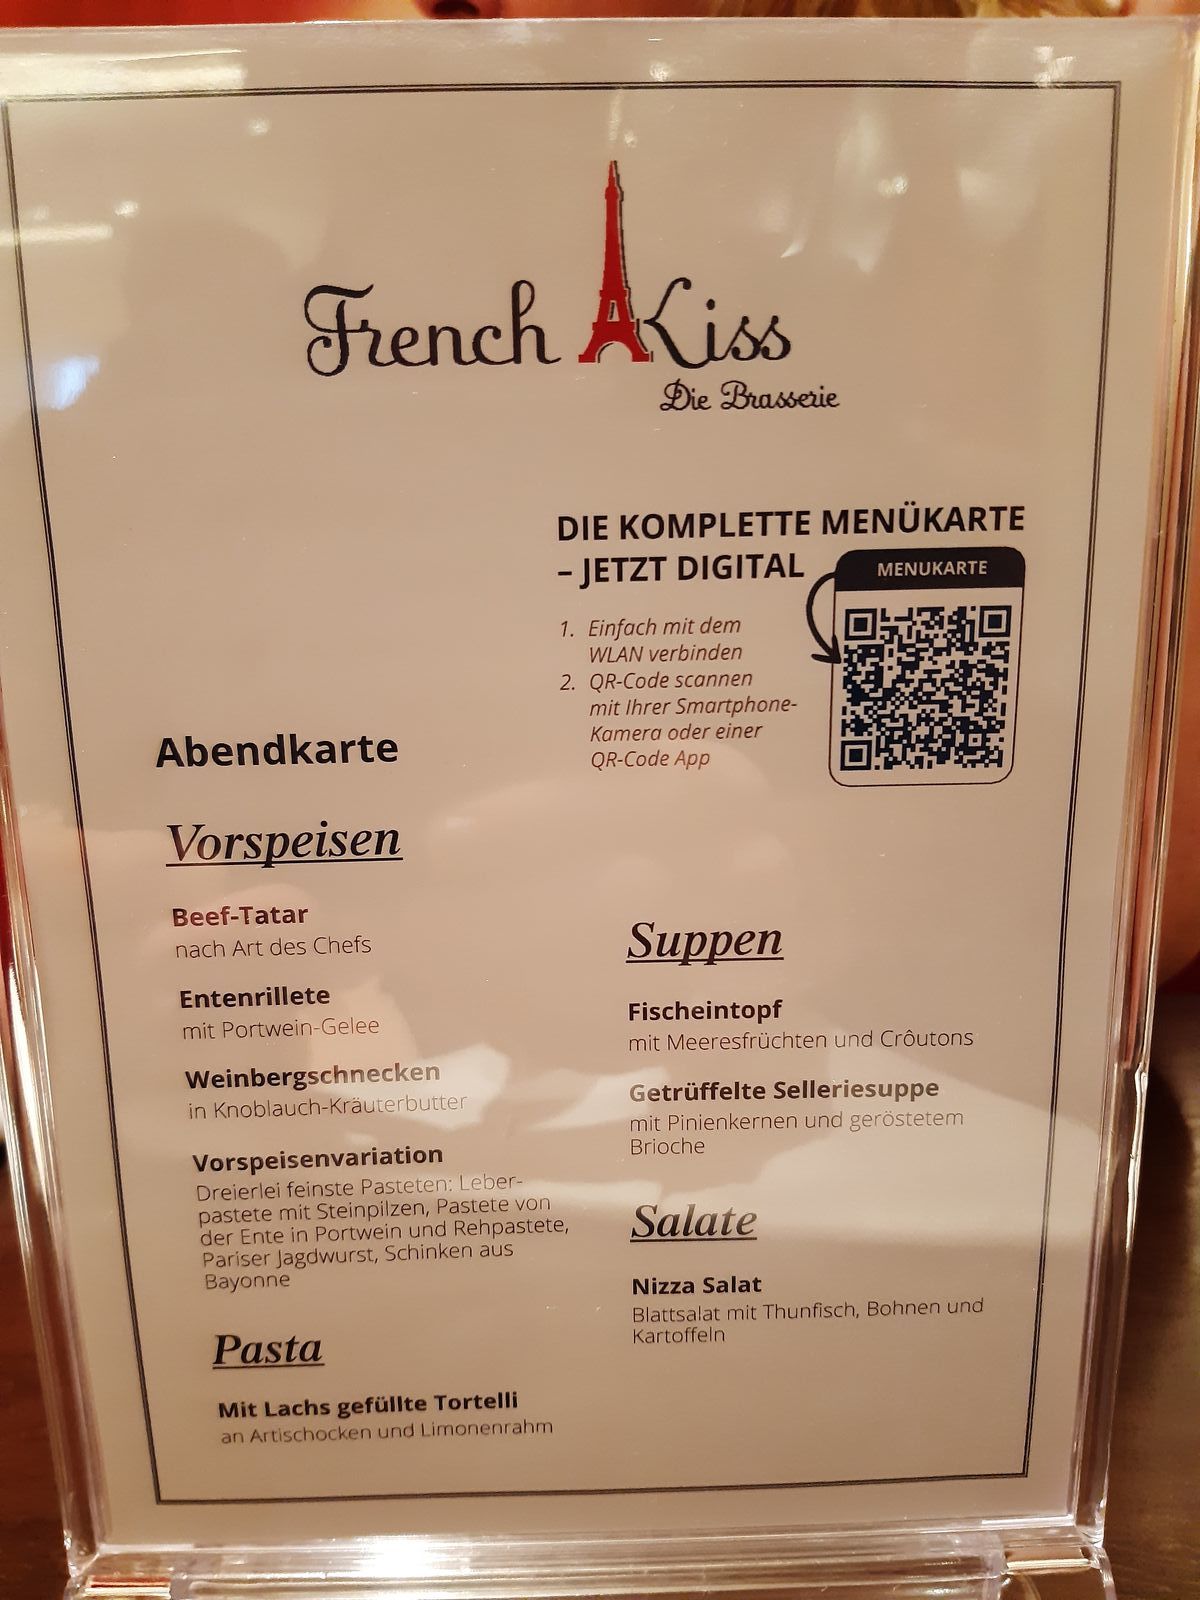 French Kiss
Die Brasserie
DIE KOMPLETTE MENÜKARTE
– JETZT DIGITAL
MENUKARTE
1. Einfach mit dem
WLAN verbinden
2. QR-Code scannen
mit Ihrer Smartphone-
Kamera oder einer
QR-Code App
Abendkarte
Vorspeisen
Beef-Tatar
nach Art des Chefs
Entenrillete
mit Portwein-Gelee
Weinbergschnecken
in Knoblauch-Kräuterbutter
Vorspeisenvariation
Dreierlei feinste Pasteten: Leber-
pastete mit Steinpilzen, Pastete von
der Ente in Portwein und Rehpastete,
Pariser Jagdwurst, Schinken aus
Bayonne
Pasta
Mit Lachs gefüllte Tortelli
an Artischocken und Limonenrahm
Suppen
Fischeintopf
mit Meeresfrüchten und Crôutons
Getrüffelte Selleriesuppe
mit Pinienkernen und geröstetem
Brioche
Salate
Nizza Salat
Blattsalat mit Thunfisch, Bohnen und
Kartoffeln